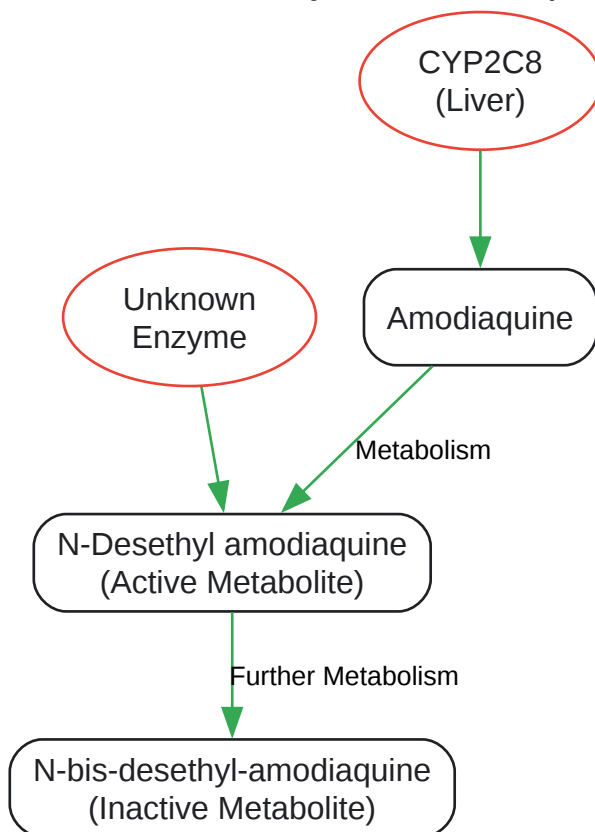 CYP2C8
(Liver)
Unknown
Enzyme
Amodiaquine
Metabolism
N-Desethyl amodiaquine
(Active Metabolite)
Further Metabolism
N-bis-desethyl-amodiaquine
(Inactive Metabolite)